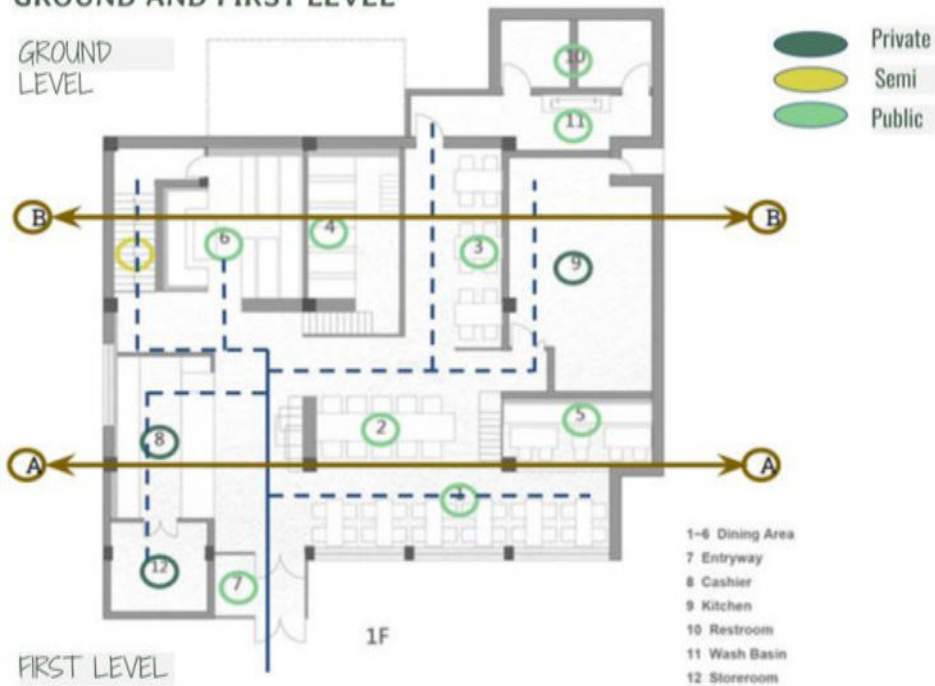 GROUND AND FIRST LEVEL
GROUND
LEVEL
Private
Semi
Public
10
11
B
B
6
4
3
9
8
2
5
A
A
1
12
7
1F
1-6 Dining Area
7 Entryway
8 Cashier
9 Kitchen
10 Restroom
11 Wash Basin
12 Storeroom
FIRST LEVEL